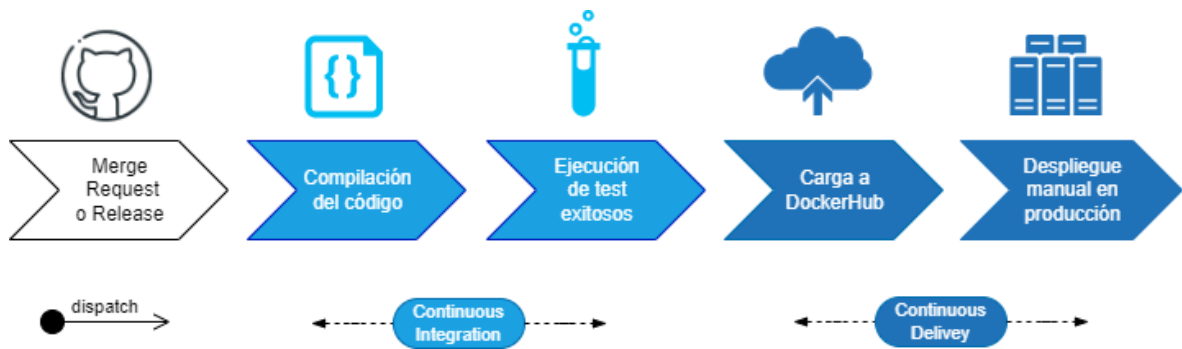 Merge
Request
o Release
Compilación
del código
Ejecución
de test
exitosos
Carga a
DockerHub
Despliegue
manual en
producción
dispatch
Continuous
Integration
Continuous
Delivey